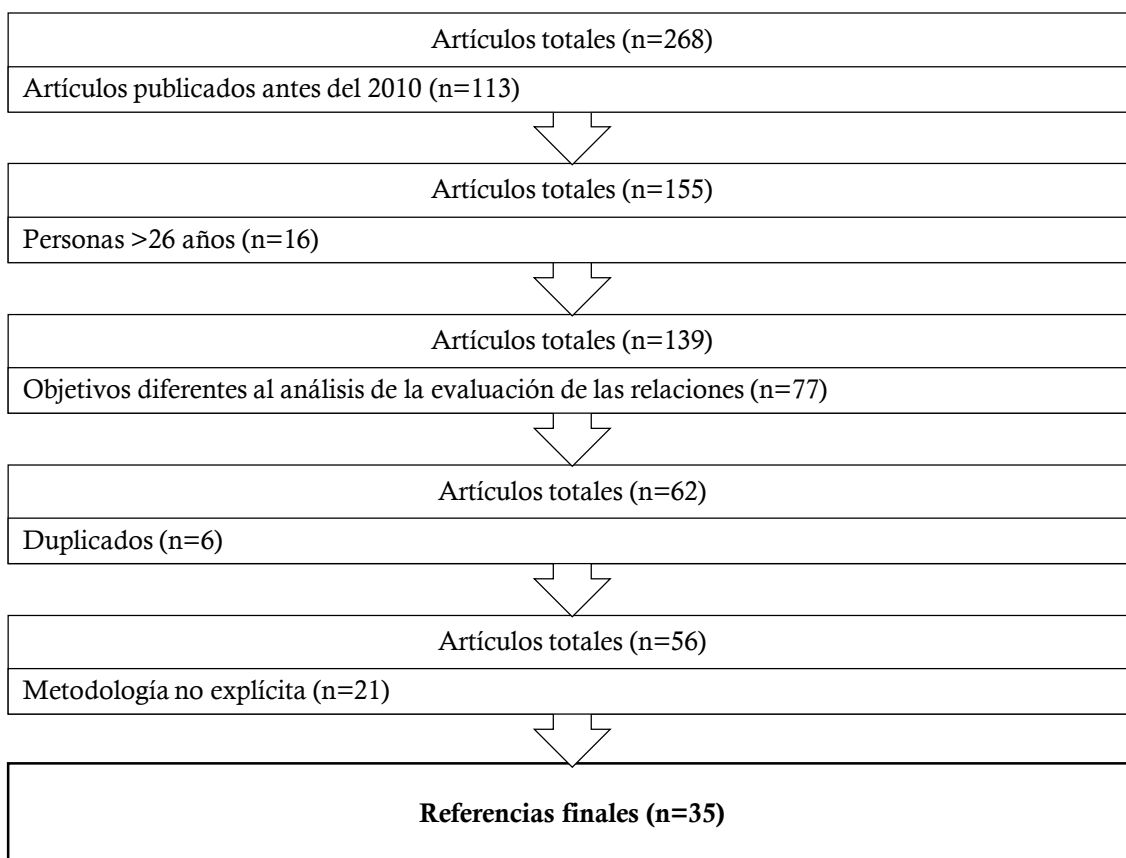 Artículos totales (n=268)
Artículos publicados antes del 2010 (n=113)
Artículos totales (n=155)
Personas >26 años (n=16)
Artículos totales (n=139)
Objetivos diferentes al análisis de la evaluación de las relaciones (n=77)
Artículos totales (n=62)
Duplicados (n=6)
Artículos totales (n=56)
Metodología no explícita (n=21)
Referencias finales (n=35)